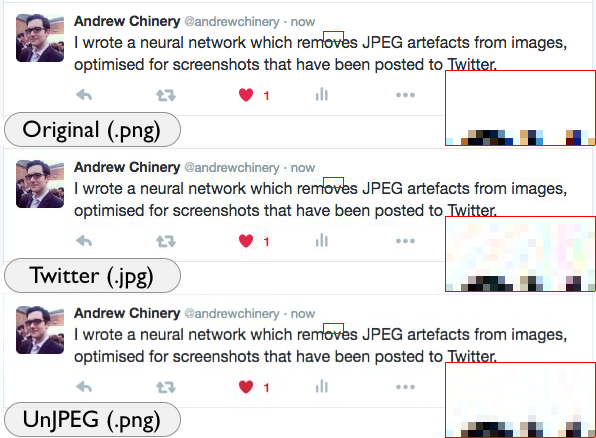 Andrew Chinery @andrewchinery · now
I wrote a neural network which removes JPEG artefacts from images,
optimised for screenshots that have been posted to Twitter.
1
Original (.png)
Andrew Chinery @andrewchinery · now
I wrote a neural network which removes JPEG artefacts from images,
optimised for screenshots that have been posted to Twitter.
1
Twitter (.jpg)
Andrew Chinery @andrewchinery · now
I wrote a neural network which removes JPEG artefacts from images,
optimised for screenshots that have been posted to Twitter.
1
UnJPEG (.png)